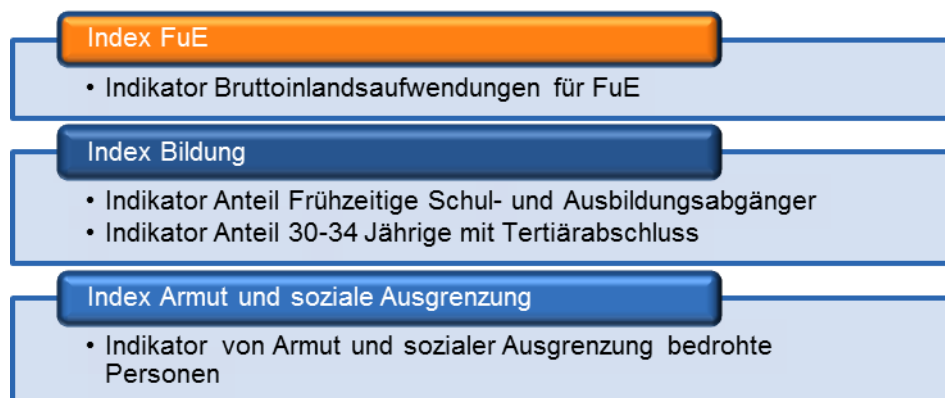 Index FuE
• Indikator Bruttoinlandsaufwendungen für FuE
Index Bildung
• Indikator Anteil Frühzeitige Schul- und Ausbildungsabgänger
• Indikator Anteil 30-34 Jährige mit Tertiärabschluss
Index Armut und soziale Ausgrenzung
• Indikator von Armut und sozialer Ausgrenzung bedrohte
Personen